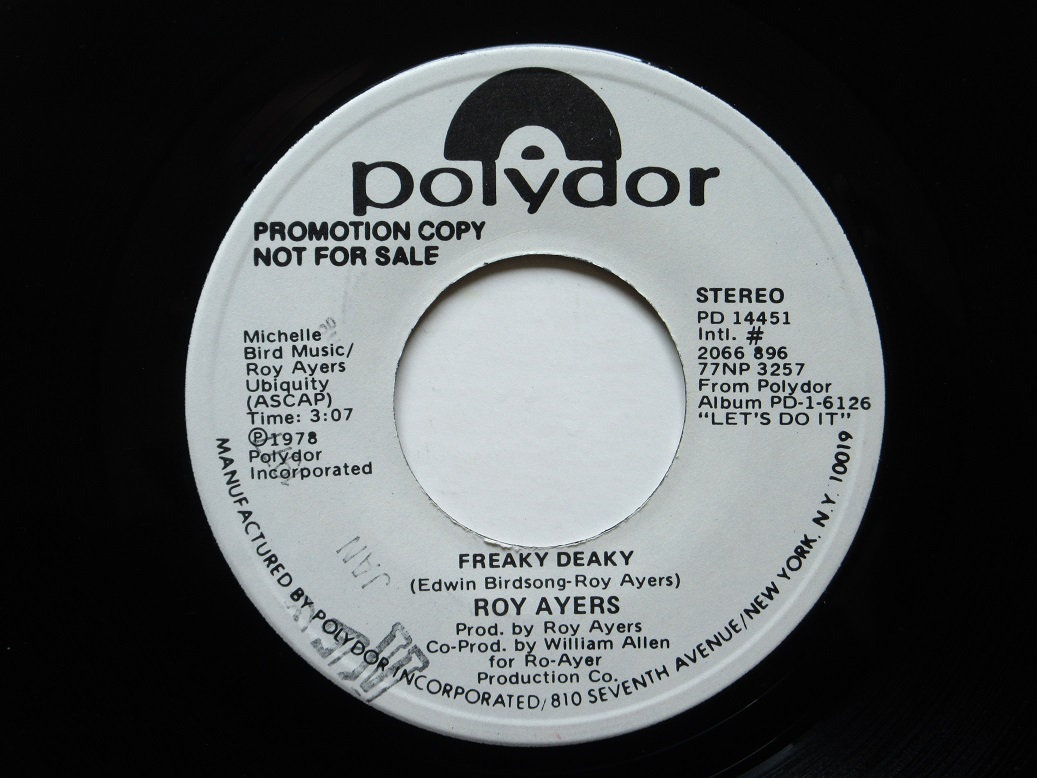 polydor
PROMOTION COPY
NOT FOR SALE
Michelle
Bird Music/
Roy Ayers
Ubiquity
(ASCAP)
Time: 3:07
Ⓟ1978
Polydor
Incorporated
STEREO
PD 14451
Intl. #
2066 896
77NP 3257
From Polydor
Album PD-1-6126
"LET'S DO IT"
JAN
FREAKY DEAKY
(Edwin Birdsong-Roy Ayers)
ROY AYERS
Prod. by Roy Ayers
Co-Prod. by William Allen
for Ro-Ayer
Production Co.
MANUFACTURED BY POLYDOR INCORPORATED/810 SEVENTH AVENUE/NEW YORK, N.Y. 10019